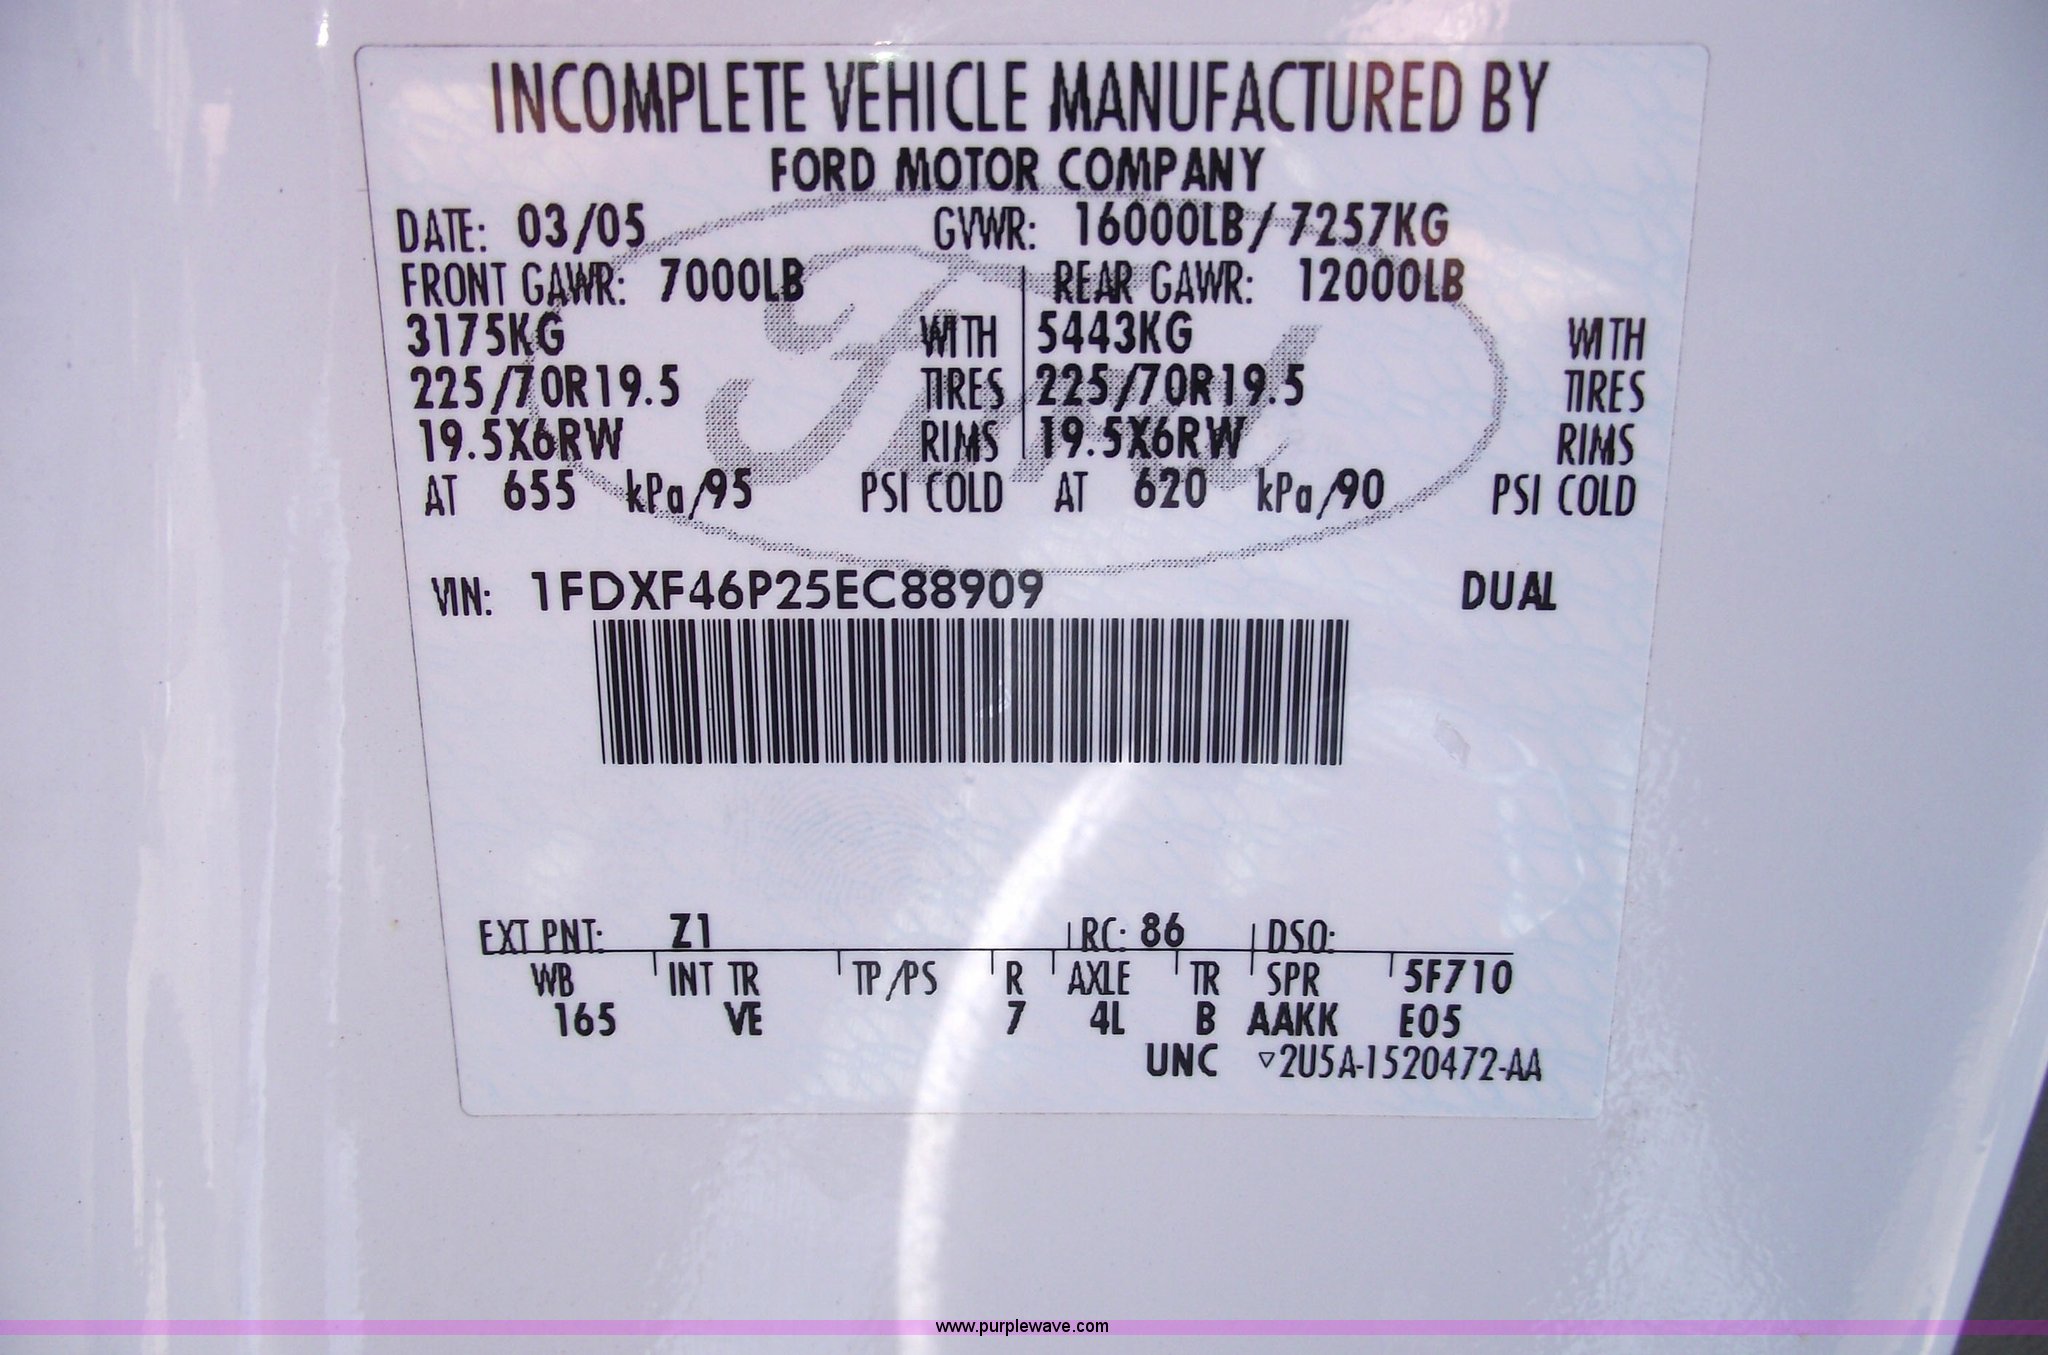 INCOMPLETE VEHICLE MANUFACTURED BY
FORD MOTOR COMPANY
DATE: 03/05 GVWR: 16000LB/7257KG
FRONT GAWR: 7000LB REAR GAWR: 12000LB
3175KG WITH 5443KG WITH
225/70R19.5 TIRES 225/70R19.5 TIRES
19.5X6RW RIMS 19.5X6RW RIMS
AT 655 kPa/95 PSI COLD AT 620 kPa/90 PSI COLD
VIN: 1FDXF46P25EC88909 DUAL
EXT PNT: Z1 RC: 86 DSO:
WB INT TR TP/PS R AXLE TR SPR 5F710
165 VE 7 4L B AAKK E05
UNC ▽2U5A-1520472-AA
www.purplewave.com